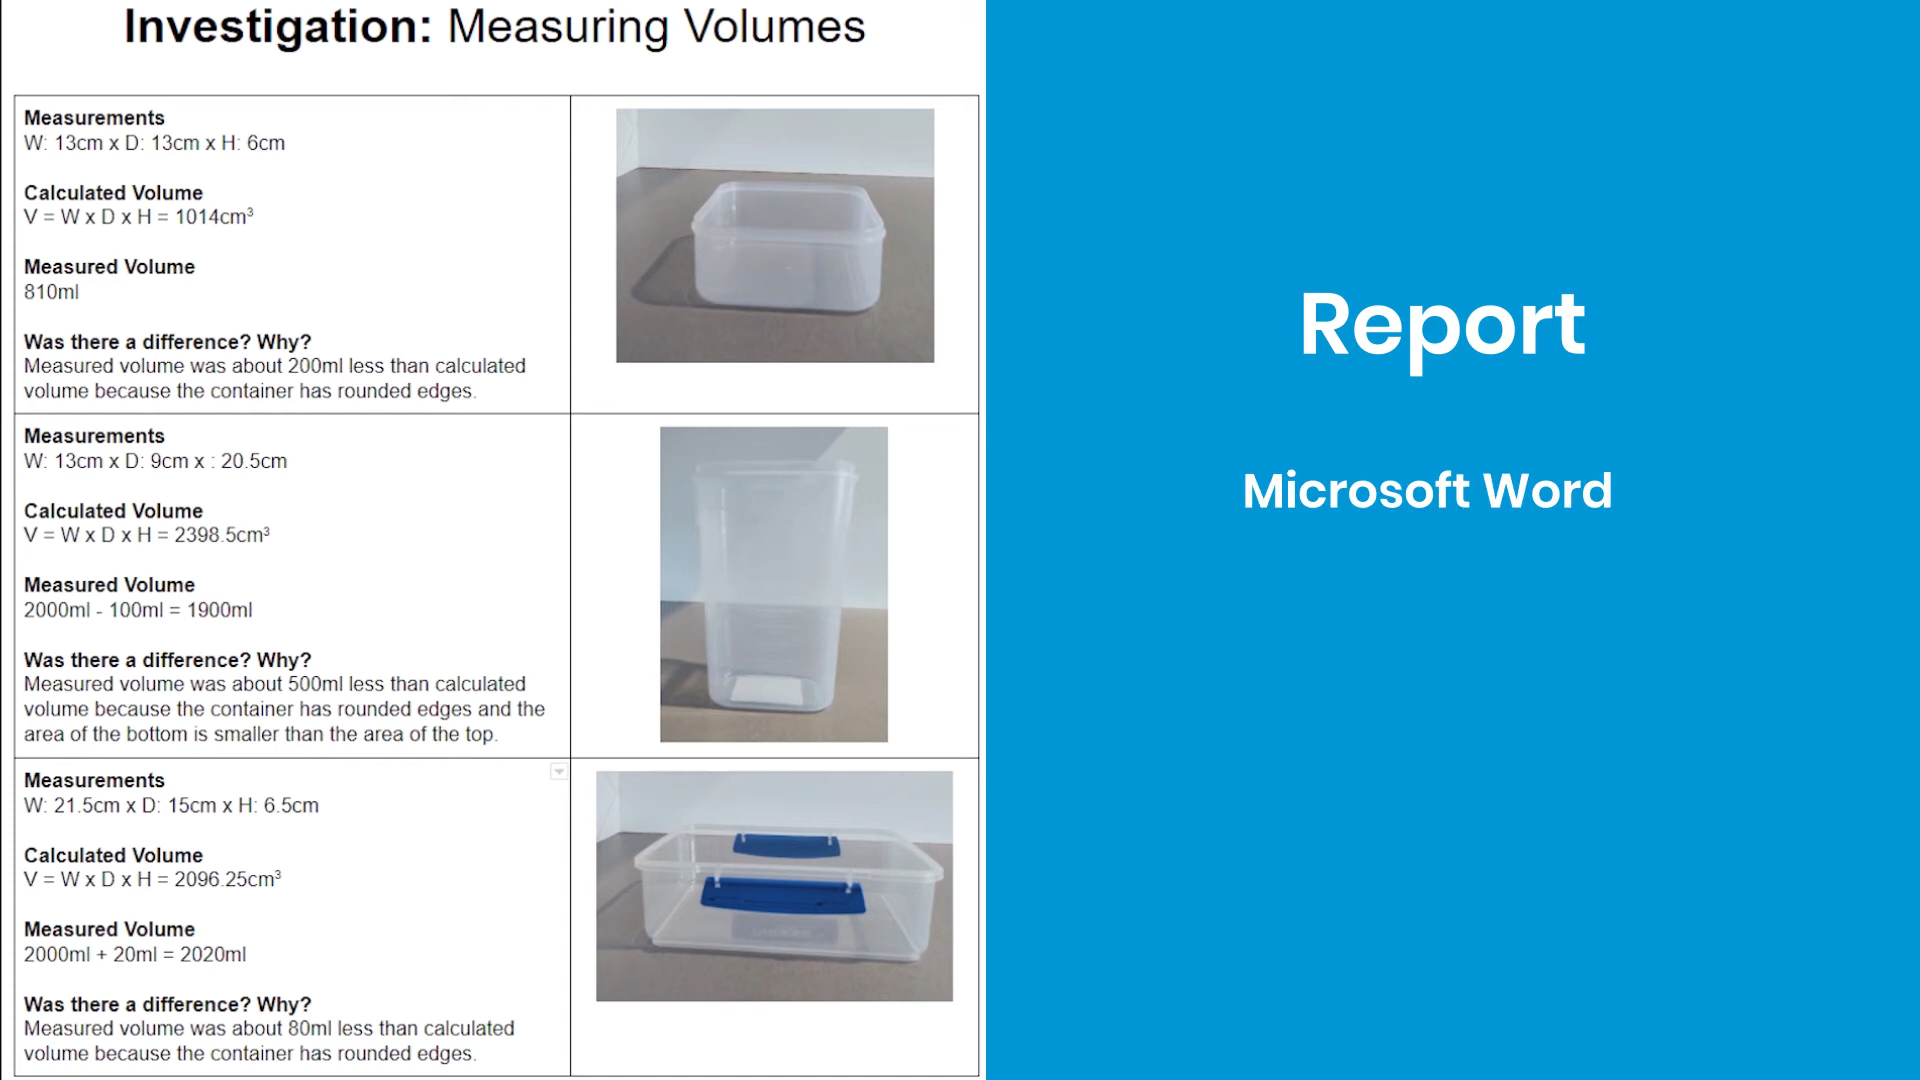 Investigation: Measuring Volumes
Measurements
W: 13cm x D: 13cm x H: 6cm
Calculated Volume
V = W x D x H = 1014cm³
Measured Volume
810ml
Was there a difference? Why?
Measured volume was about 200ml less than calculated
volume because the container has rounded edges.
Measurements
W: 13cm x D: 9cm x : 20.5cm
Calculated Volume
V = W x D x H = 2398.5cm³
Measured Volume
2000ml - 100ml = 1900ml
Was there a difference? Why?
Measured volume was about 500ml less than calculated
volume because the container has rounded edges and the
area of the bottom is smaller than the area of the top.
Measurements
W: 21.5cm x D: 15cm x H: 6.5cm
Calculated Volume
V = W x D x H = 2096.25cm³
Measured Volume
2000ml + 20ml = 2020ml
Was there a difference? Why?
Measured volume was about 80ml less than calculated
volume because the container has rounded edges.
Report
Microsoft Word